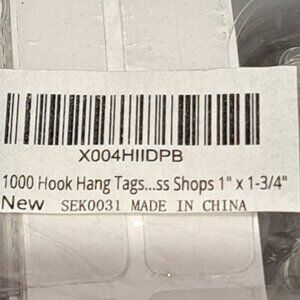 X004HIIDPB
1000 Hook Hang Tags...ss Shops 1" x 1-3/4"
New SEK0031 MADE IN CHINA